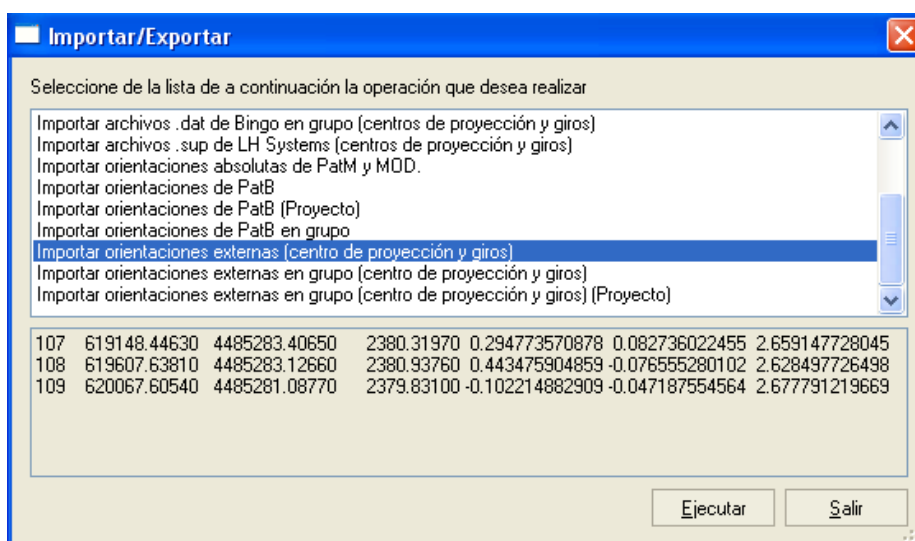 Importar/Exportar
Seleccione de la lista de a continuación la operación que desea realizar
Importar archivos .dat de Bingo en grupo (centros de proyección y giros)
Importar archivos .sup de LH Systems (centros de proyección y giros)
Importar orientaciones absolutas de PatM y MOD.
Importar orientaciones de PatB
Importar orientaciones de PatB (Proyecto)
Importar orientaciones de PatB en grupo
Importar orientaciones externas (centro de proyección y giros)
Importar orientaciones externas en grupo (centro de proyección y giros)
Importar orientaciones externas en grupo (centro de proyección y giros) (Proyecto)
107 619148.44630 4485283.40650 2380.31970 0.294773570878 0.082736022455 2.659147728045
108 619607.63810 4485283.12660 2380.93760 0.443475904859 -0.076555280102 2.628497726498
109 620067.60540 4485281.08770 2379.83100 -0.102214882909 -0.047187554564 2.677791219669
Ejecutar Salir